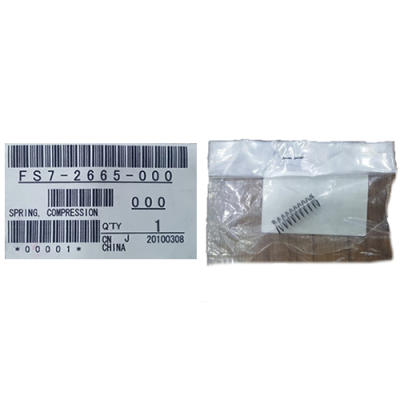 FS7-2665-000
000
SPRING, COMPRESSION
Q'TY 1
*00001*
CN J 20100308
CHINA